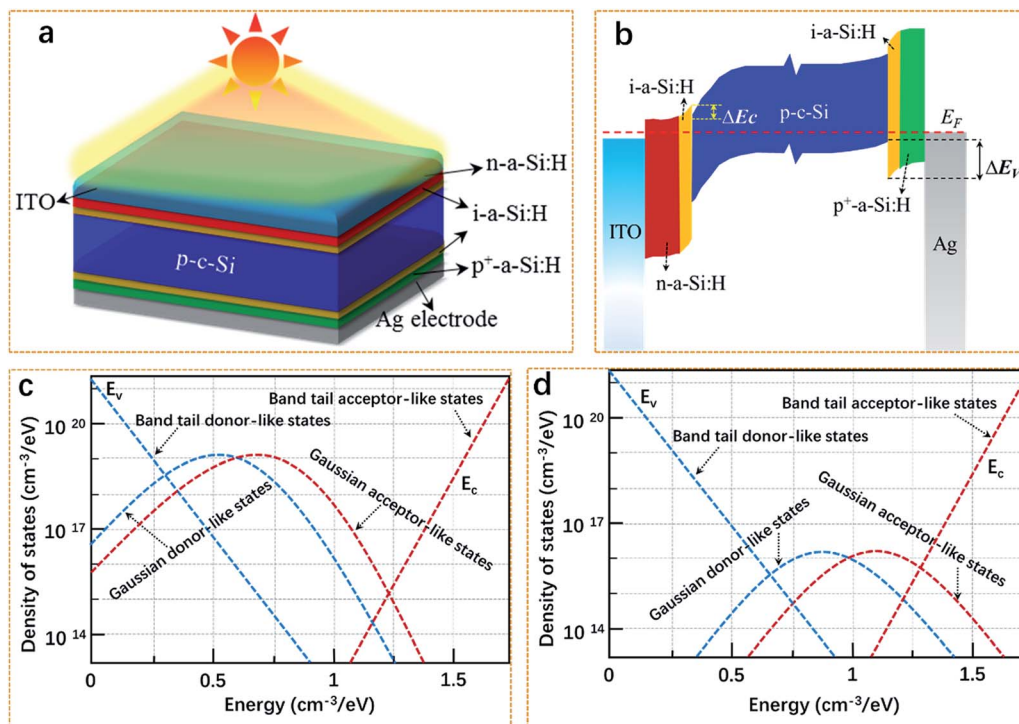 a
ITO
n-a-Si:H
i-a-Si:H
p-c-Si
p⁺-a-Si:H
Ag electrode
b
i-a-Si:H
i-a-Si:H
ΔEc
p-c-Si
E_F
ΔE_V
p⁺-a-Si:H
ITO
Ag
n-a-Si:H
c
E_v
Band tail acceptor-like states
Band tail donor-like states
Gaussian acceptor-like states
E_c
Gaussian donor-like states
Density of states (cm⁻³/eV)
10 20
10 17
10 14
0
0.5
1
1.5
Energy (cm⁻³/eV)
d
E_v
Band tail acceptor-like states
Band tail donor-like states
E_c
Gaussian acceptor-like states
Gaussian donor-like states
Density of states (cm⁻³/eV)
10 20
10 17
10 14
0
0.5
1
1.5
Energy (cm⁻³/eV)